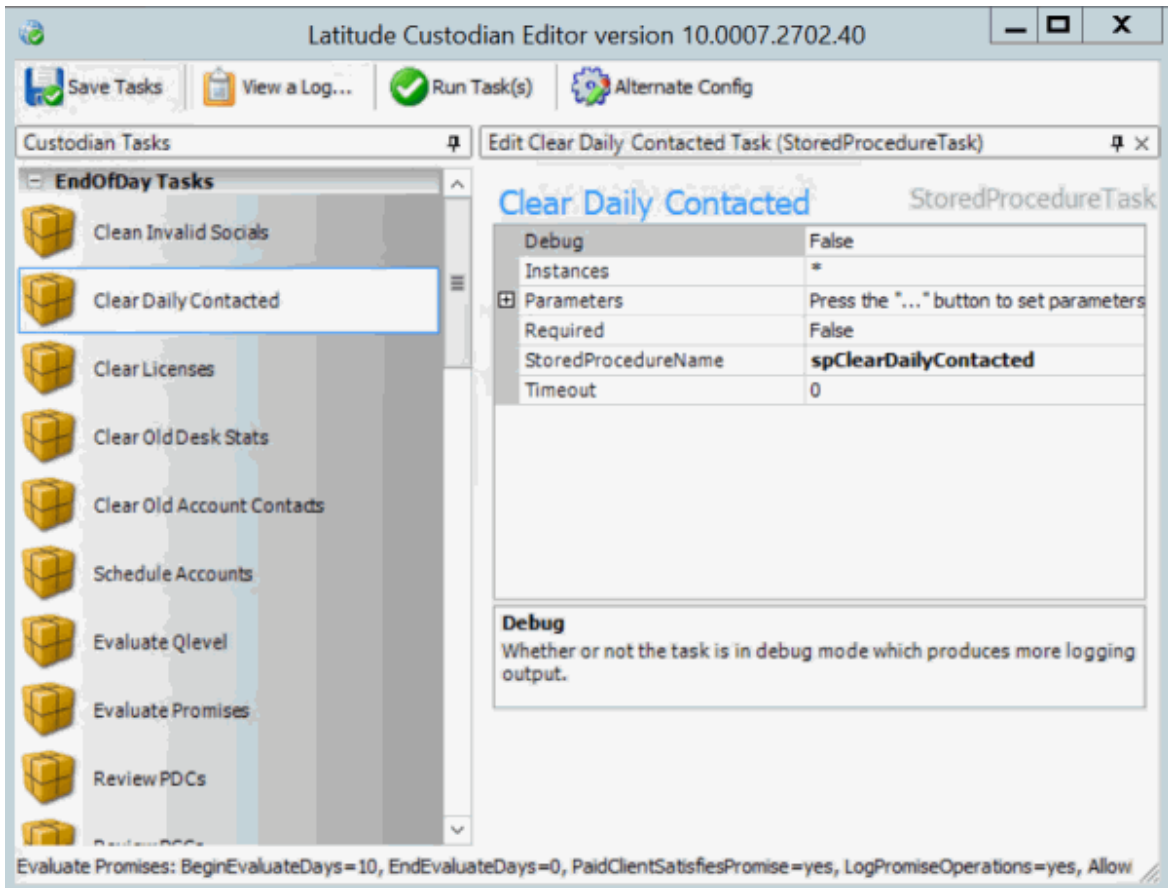 Latitude Custodian Editor version 10.0007.2702.40
Save Tasks View a Log... Run Task(s) Alternate Config
Custodian Tasks
EndOfDay Tasks
Clean Invalid Socials
Clear Daily Contacted
Clear Licenses
Clear Old Desk Stats
Clear Old Account Contacts
Schedule Accounts
Evaluate Qlevel
Evaluate Promises
Review PDCs
Edit Clear Daily Contacted Task (StoredProcedureTask)
Clear Daily Contacted StoredProcedureTask
Debug False
Instances *
Parameters Press the "..." button to set parameters
Required False
StoredProcedureName spClearDailyContacted
Timeout 0
Debug
Whether or not the task is in debug mode which produces more logging
output.
Evaluate Promises: BeginEvaluateDays=10, EndEvaluateDays=0, PaidClientSatisfiesPromise=yes, LogPromiseOperations=yes, Allow